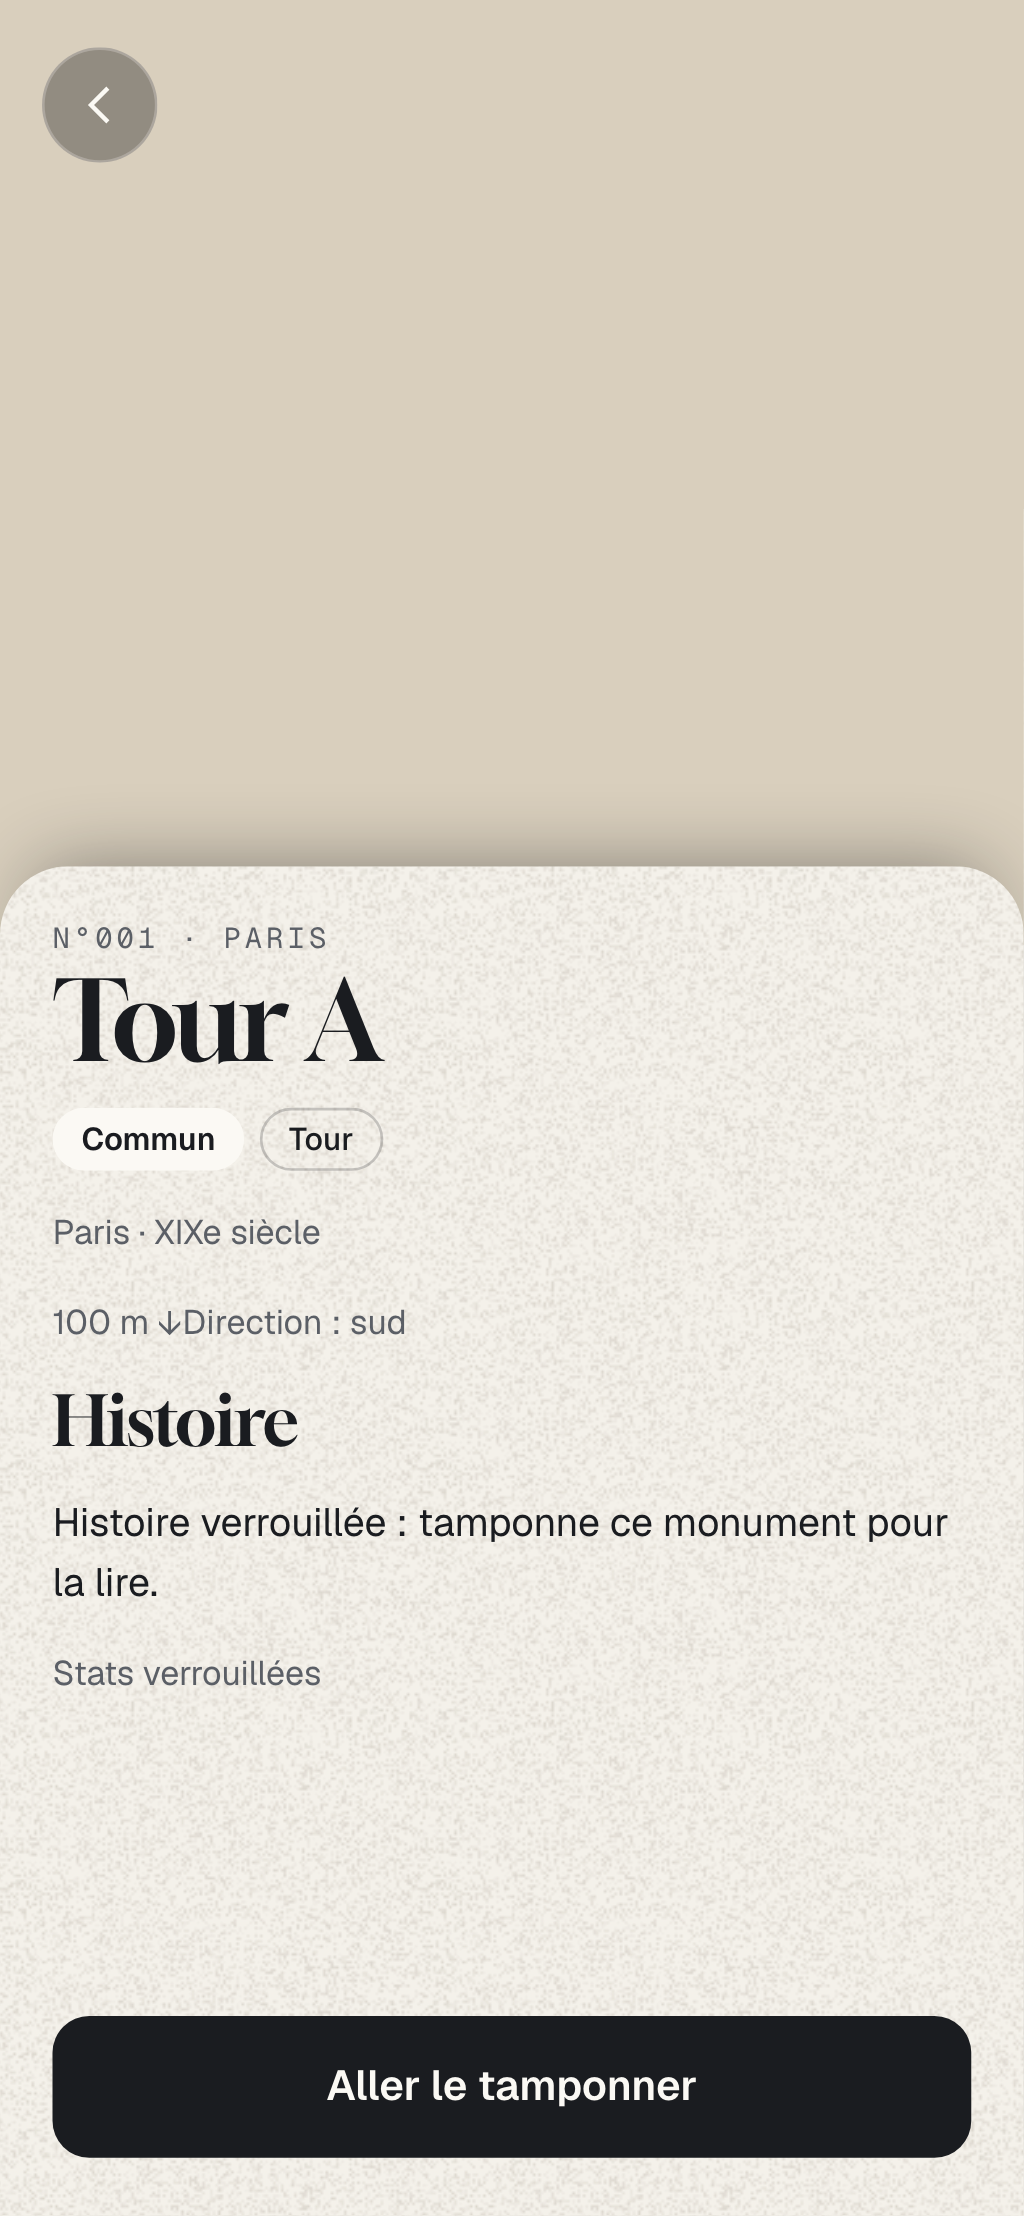 N°001 · PARIS
Tour A
Commun
Tour
Paris · XIXe siècle
100 m ↓Direction : sud
Histoire
Histoire verrouillée : tamponne ce monument pour
la lire.
Stats verrouillées
Aller le tamponner